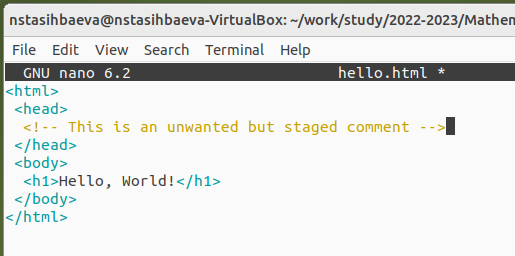 nstasihbaeva@nstasihbaeva-VirtualBox: ~/work/study/2022-2023/Mathem
File Edit View Search Terminal Help
GNU nano 6.2 hello.html *
<html>
<head>
<!-- This is an unwanted but staged comment -->
</head>
<body>
<h1>Hello, World!</h1>
</body>
</html>